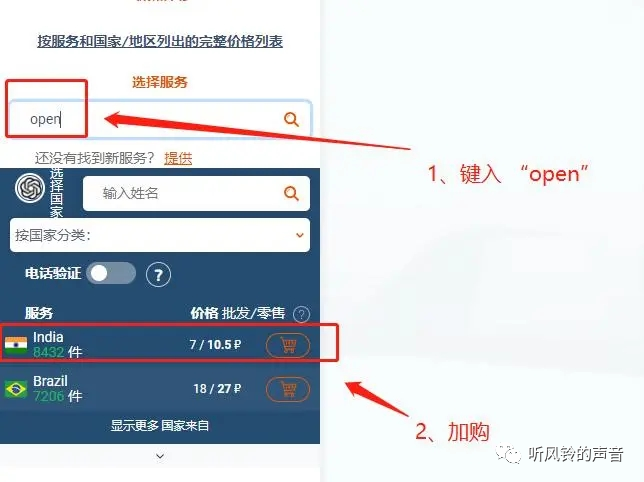 按服务和国家/地区列出的完整价格列表
选择服务
open
还没有找到新服务? 提供
选择国家
输入姓名
按国家分类:
电话验证
?
服务 价格 批发/零售 ?
India
8432 件
7 / 10.5 ₽
Brazil
7206 件
18 / 27 ₽
显示更多 国家来自
1、键入 “open”
2、加购
听风铃的声音